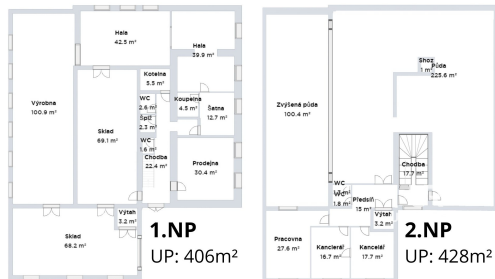 Hala
42.5 m²
Hala
39.9 m²
Kotelna
5.5 m²
Výrobna
100.9 m²
WC
2.6 m²
Koupelna
4.5 m²
Šatna
12.7 m²
Špíž
2.3 m²
Sklad
69.1 m²
WC
1.6 m²
Chodba
22.4 m²
Prodejna
30.4 m²
Výtah
3.2 m²
Sklad
68.2 m²
1.NP
UP: 406m²
Shoz
1 m²
Půda
225.6 m²
Zvýšená půda
100.4 m²
Chodba
17.7 m²
WC
WC
1.8 m²
Předsíň
15 m²
Výtah
3.2 m²
Pracovna
27.6 m²
Kancelář
16.7 m²
Kancelář
17.7 m²
2.NP
UP: 428m²